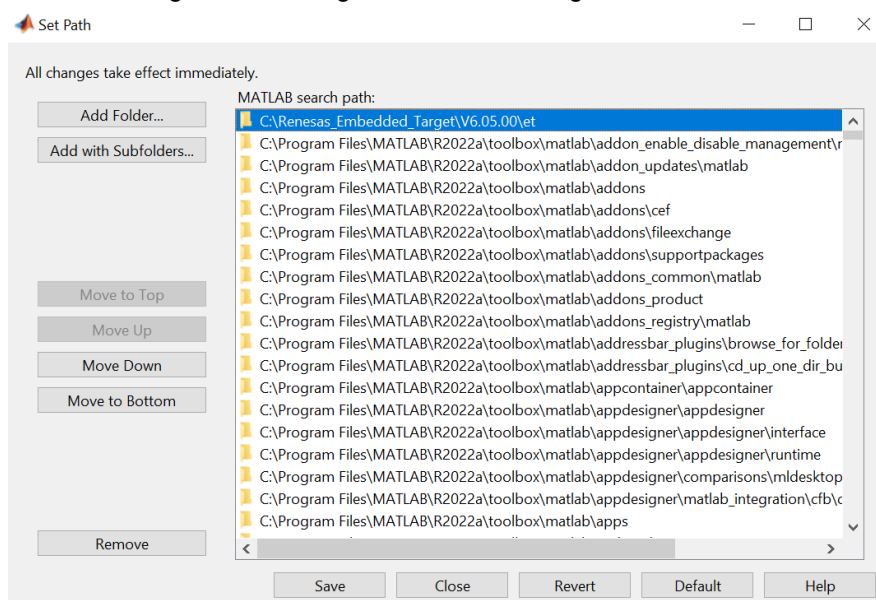 Set Path
All changes take effect immediately.
MATLAB search path:
Add Folder...
Add with Subfolders...
Move to Top
Move Up
Move Down
Move to Bottom
Remove
C:\Renesas_Embedded_Target\V6.05.00\et
C:\Program Files\MATLAB\R2022a\toolbox\matlab\addon_enable_disable_management\
C:\Program Files\MATLAB\R2022a\toolbox\matlab\addon_updates\matlab
C:\Program Files\MATLAB\R2022a\toolbox\matlab\addons
C:\Program Files\MATLAB\R2022a\toolbox\matlab\addons\cef
C:\Program Files\MATLAB\R2022a\toolbox\matlab\addons\fileexchange
C:\Program Files\MATLAB\R2022a\toolbox\matlab\addons\supportpackages
C:\Program Files\MATLAB\R2022a\toolbox\matlab\addons_common\matlab
C:\Program Files\MATLAB\R2022a\toolbox\matlab\addons_product
C:\Program Files\MATLAB\R2022a\toolbox\matlab\addons_registry\matlab
C:\Program Files\MATLAB\R2022a\toolbox\matlab\addressbar_plugins\browse_for_folder
C:\Program Files\MATLAB\R2022a\toolbox\matlab\addressbar_plugins\cd_up_one_dir_bu
C:\Program Files\MATLAB\R2022a\toolbox\matlab\appcontainer\appcontainer
C:\Program Files\MATLAB\R2022a\toolbox\matlab\appdesigner\appdesigner
C:\Program Files\MATLAB\R2022a\toolbox\matlab\appdesigner\appdesigner\interface
C:\Program Files\MATLAB\R2022a\toolbox\matlab\appdesigner\appdesigner\runtime
C:\Program Files\MATLAB\R2022a\toolbox\matlab\appdesigner\comparisons\mldesktop
C:\Program Files\MATLAB\R2022a\toolbox\matlab\appdesigner\matlab_integration\cfb\
C:\Program Files\MATLAB\R2022a\toolbox\matlab\apps
Save
Close
Revert
Default
Help